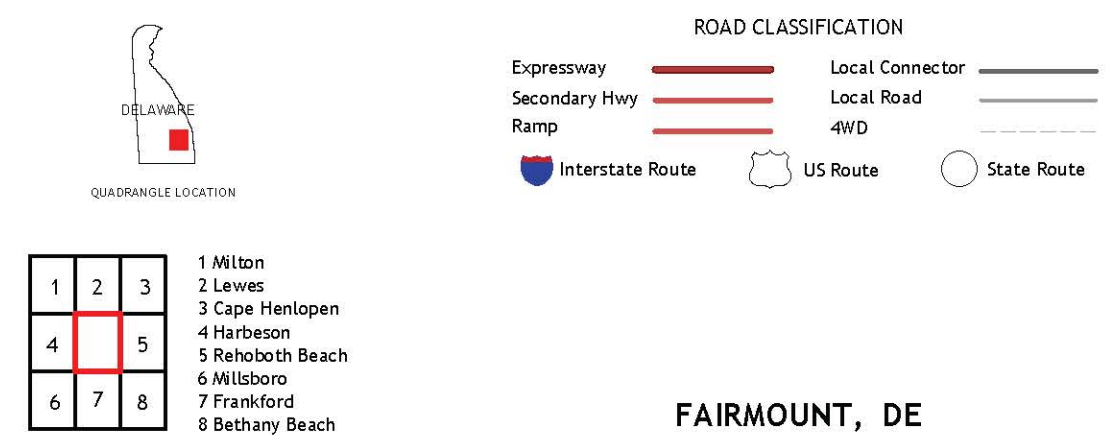 DELAWARE
QUADRANGLE LOCATION
ROAD CLASSIFICATION
Expressway
Local Connector
Secondary Hwy
Local Road
Ramp
4WD
Interstate Route
US Route
State Route
1 2 3
4 5
6 7 8
1 Milton
2 Lewes
3 Cape Henlopen
4 Harbeson
5 Rehoboth Beach
6 Millsboro
7 Frankford
8 Bethany Beach
FAIRMOUNT, DE